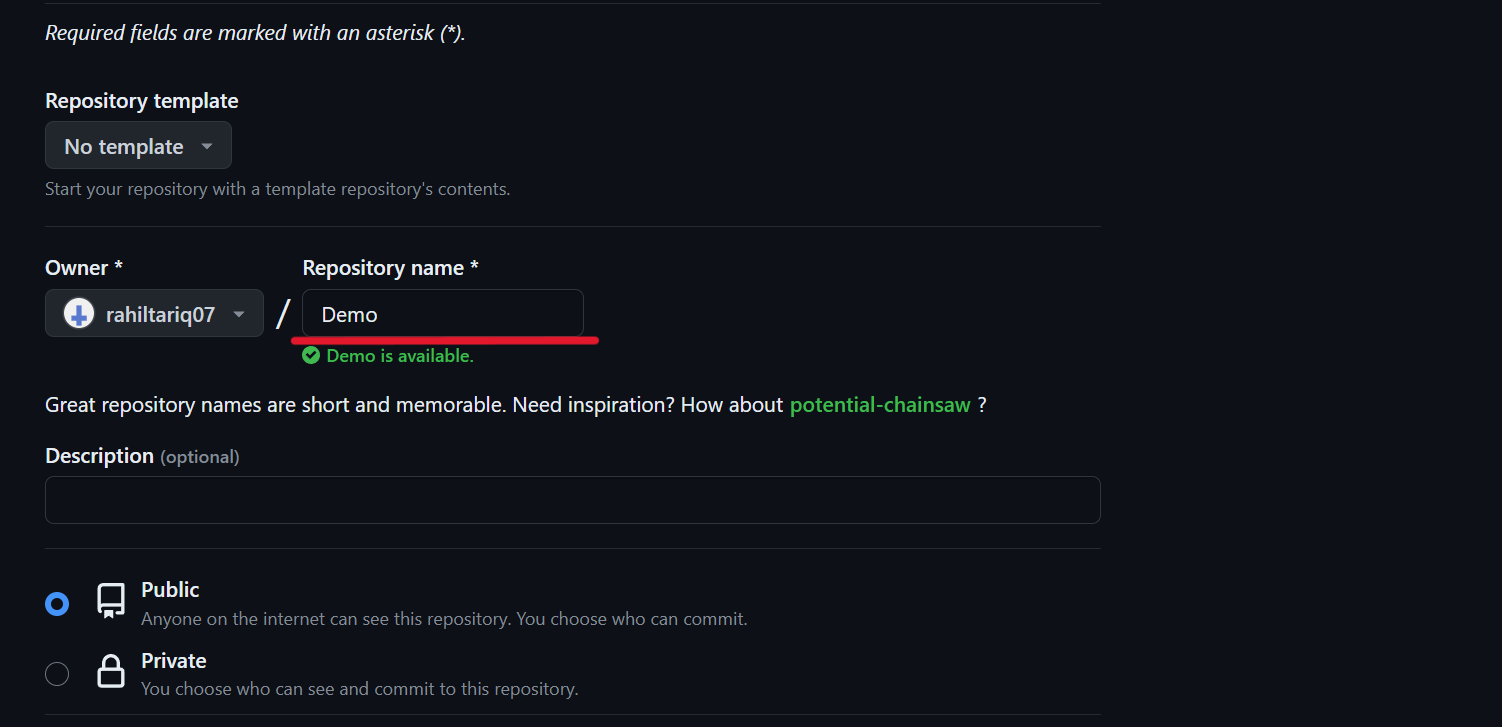 Required fields are marked with an asterisk (*).
Repository template
No template
Start your repository with a template repository's contents.
Owner *
Repository name *
rahiltariq07
/
Demo
Demo is available.
Great repository names are short and memorable. Need inspiration? How about potential-chainsaw ?
Description (optional)
Public
Anyone on the internet can see this repository. You choose who can commit.
Private
You choose who can see and commit to this repository.